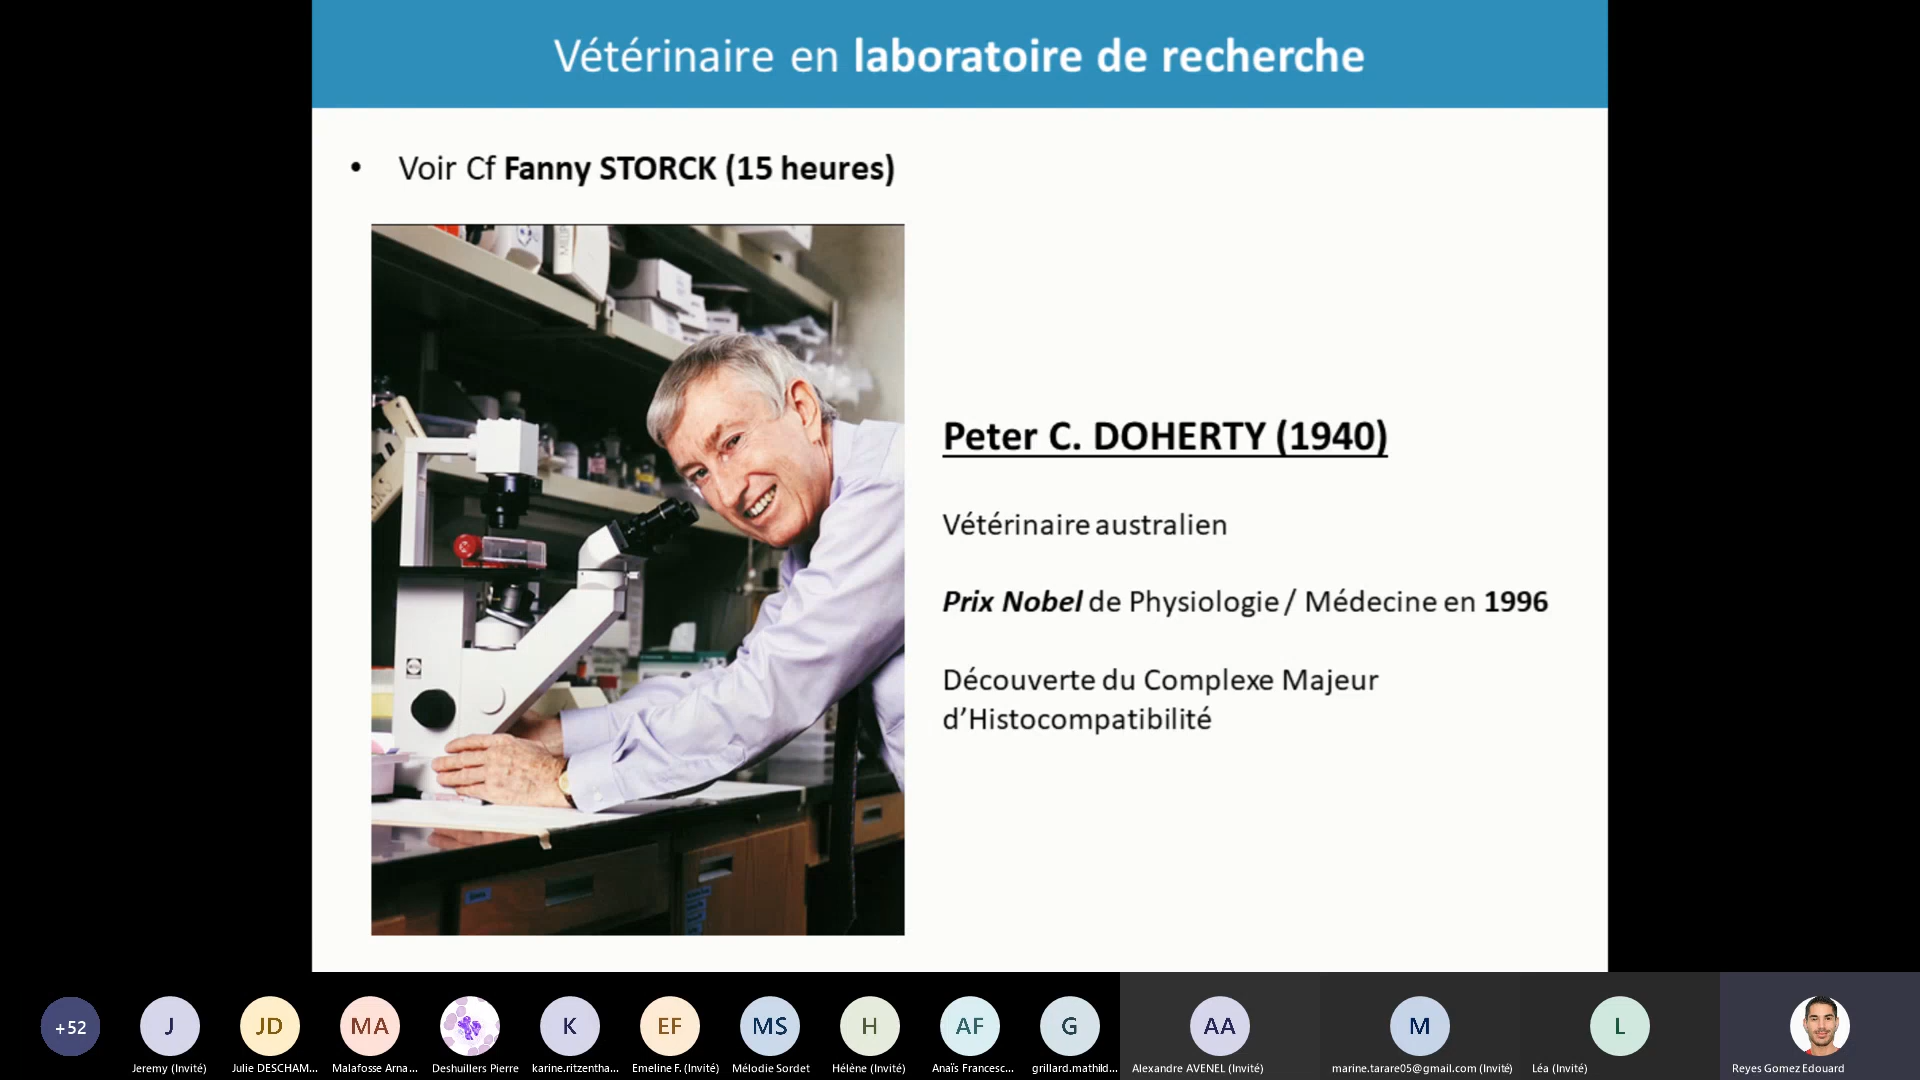 Vétérinaire en laboratoire de recherche
• Voir Cf Fanny STORCK (15 heures)
Peter C. DOHERTY (1940)
Vétérinaire australien
Prix Nobel de Physiologie / Médecine en 1996
Découverte du Complexe Majeur
d’Histocompatibilité
+52
J
JD
MA
K
EF
MS
H
AF
G
AA
M
L
Jeremy (Invité)
Julie DESCHAM...
Malafosse Arna...
Deshuillers Pierre
karine.ritzentha...
Emeline F. (Invité)
Mélodie Sordet
Hélène (Invité)
Anaïs Francesc...
grillard.mathild...
Alexandre AVENEL (Invité)
marine.tarare05@gmail.com (Invité)
Léa (Invité)
Reyes Gomez Edouard